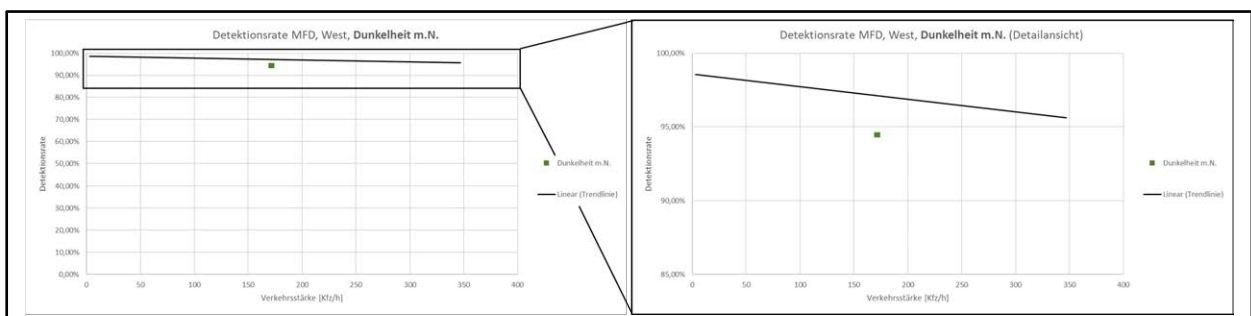 Detektionsrate MFD, West, Dunkelheit m.N.
100,00%
90,00%
80,00%
70,00%
60,00%
50,00%
40,00%
30,00%
20,00%
10,00%
0,00%
Detektionsrate
0 50 100 150 200 250 300 350 400
Verkehrsstärke [Kfz/h]
Dunkelheit m.N.
Linear (Trendlinie)
Detektionsrate MFD, West, Dunkelheit m.N. (Detailansicht)
100,00%
95,00%
90,00%
85,00%
Detektionsrate
0 50 100 150 200 250 300 350 400
Verkehrsstärke [Kfz/h]
Dunkelheit m.N.
Linear (Trendlinie)